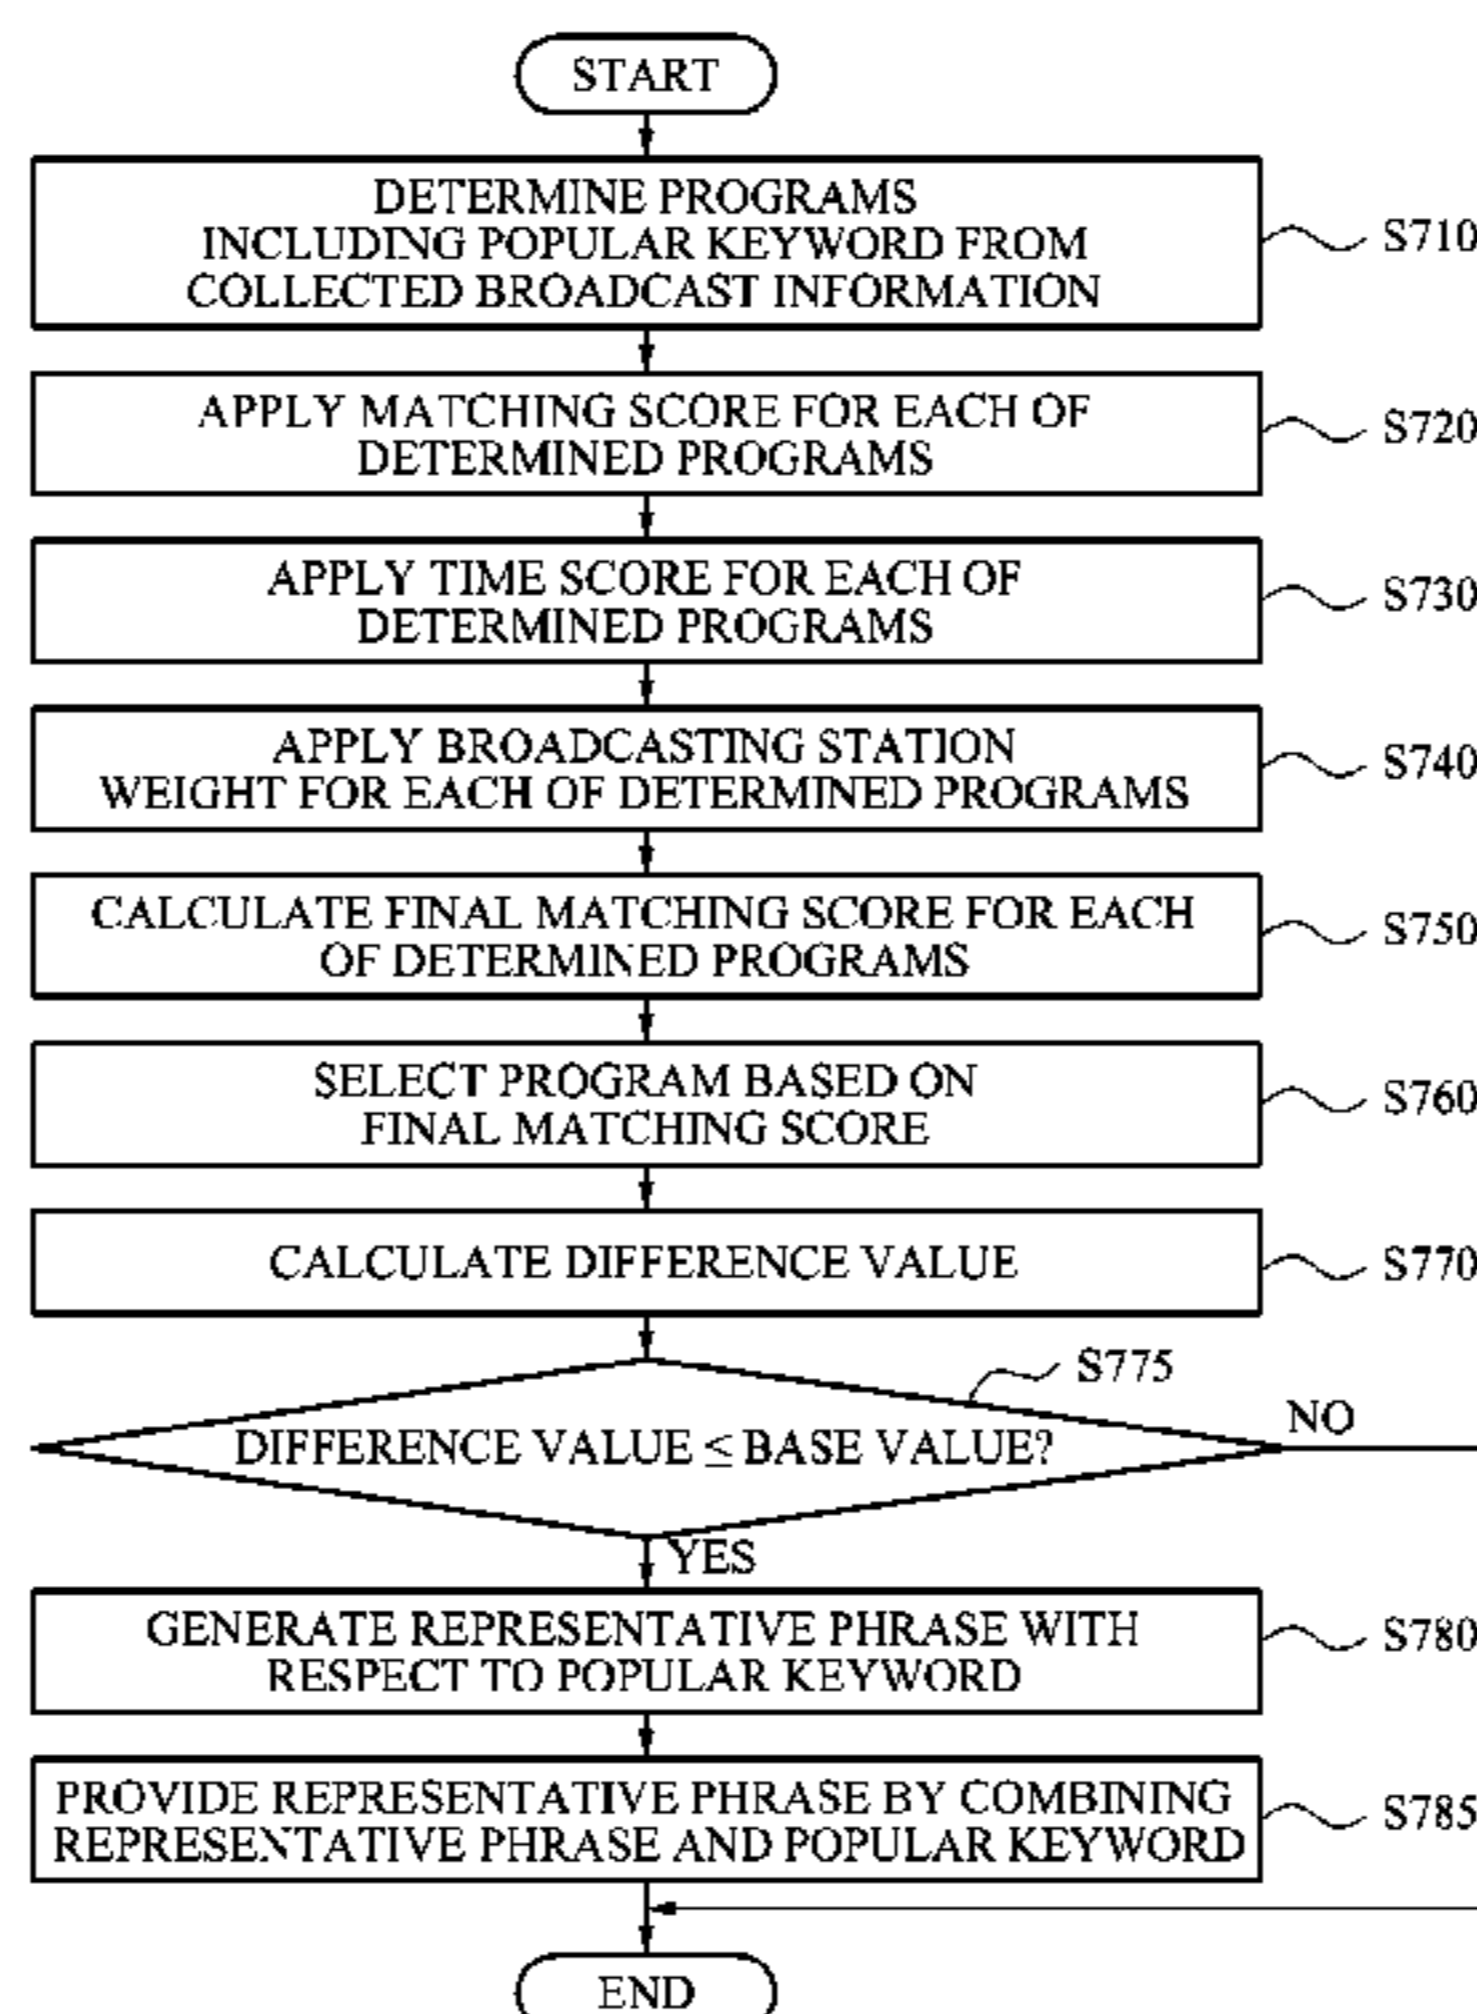 START
DETERMINE PROGRAMS
INCLUDING POPULAR KEYWORD FROM
COLLECTED BROADCAST INFORMATION
S710
APPLY MATCHING SCORE FOR EACH OF
DETERMINED PROGRAMS
S720
APPLY TIME SCORE FOR EACH OF
DETERMINED PROGRAMS
S730
APPLY BROADCASTING STATION
WEIGHT FOR EACH OF DETERMINED PROGRAMS
S740
CALCULATE FINAL MATCHING SCORE FOR EACH
OF DETERMINED PROGRAMS
S750
SELECT PROGRAM BASED ON
FINAL MATCHING SCORE
S760
CALCULATE DIFFERENCE VALUE
S770
S775
DIFFERENCE VALUE ≤ BASE VALUE?
NO
YES
GENERATE REPRESENTATIVE PHRASE WITH
RESPECT TO POPULAR KEYWORD
S780
PROVIDE REPRESENTATIVE PHRASE BY COMBINING
REPRESENTATIVE PHRASE AND POPULAR KEYWORD
S785
END